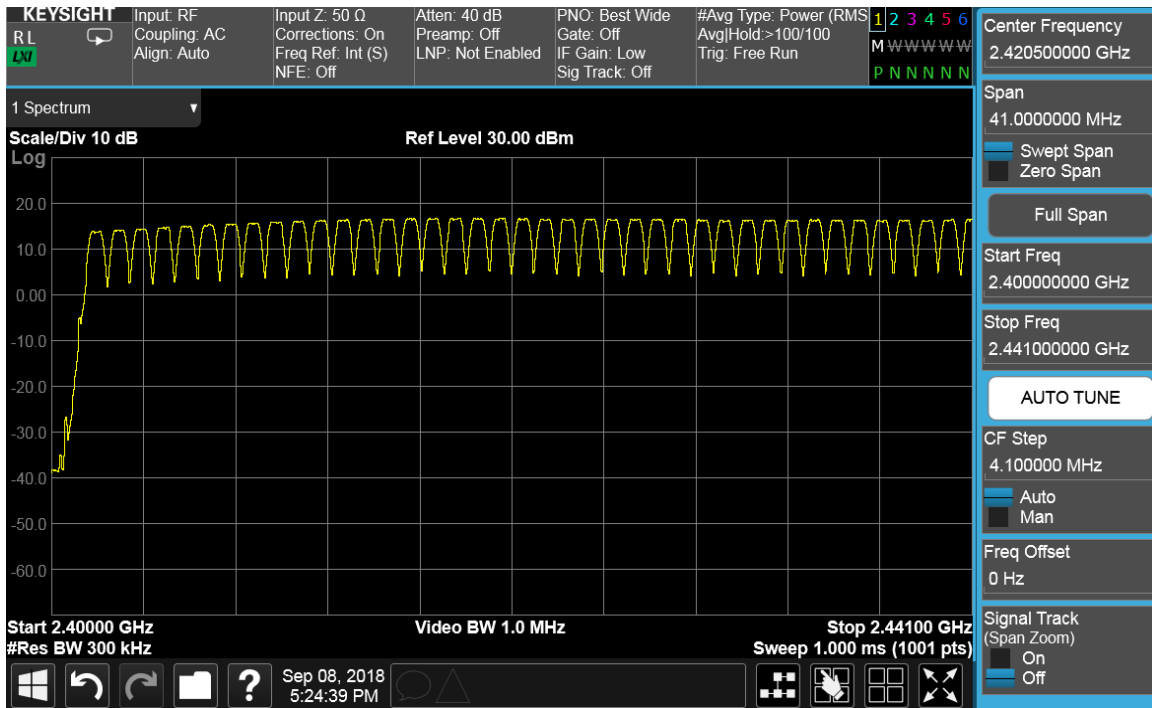 KEYSIGHT
R L
LXI
Input: RF
Coupling: AC
Align: Auto
Input Z: 50 Ω
Corrections: On
Freq Ref: Int (S)
NFE: Off
Atten: 40 dB
Preamp: Off
LNP: Not Enabled
PNO: Best Wide
Gate: Off
IF Gain: Low
Sig Track: Off
#Avg Type: Power (RMS
Avg|Hold:>100/100
Trig: Free Run
1 2 3 4 5 6
M W W W W W W
P N N N N N
1 Spectrum
Scale/Div 10 dB
Ref Level 30.00 dBm
Log
20.0
10.0
0.00
-10.0
-20.0
-30.0
-40.0
-50.0
-60.0
Start 2.40000 GHz
Video BW 1.0 MHz
Stop 2.44100 GHz
#Res BW 300 kHz
Sweep 1.000 ms (1001 pts)
?
Sep 08, 2018
5:24:39 PM
Center Frequency
2.420500000 GHz
Span
41.0000000 MHz
Swept Span
Zero Span
Full Span
Start Freq
2.400000000 GHz
Stop Freq
2.441000000 GHz
AUTO TUNE
CF Step
4.100000 MHz
Auto
Man
Freq Offset
0 Hz
Signal Track
(Span Zoom)
On
Off